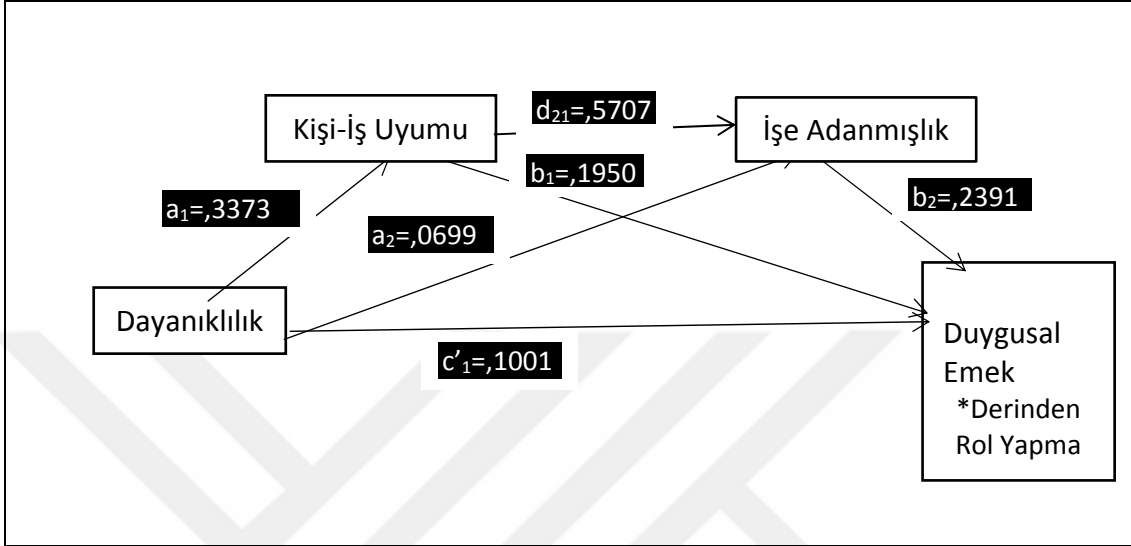 Kişi-İş Uyumu
d₂₁=,5707
İşe Adanmışlık
b₁=,1950
a₁=,3373
b₂=,2391
a₂=,0699
Dayanıklılık
c’₁=,1001
Duygusal
Emek
*Derinden
Rol Yapma